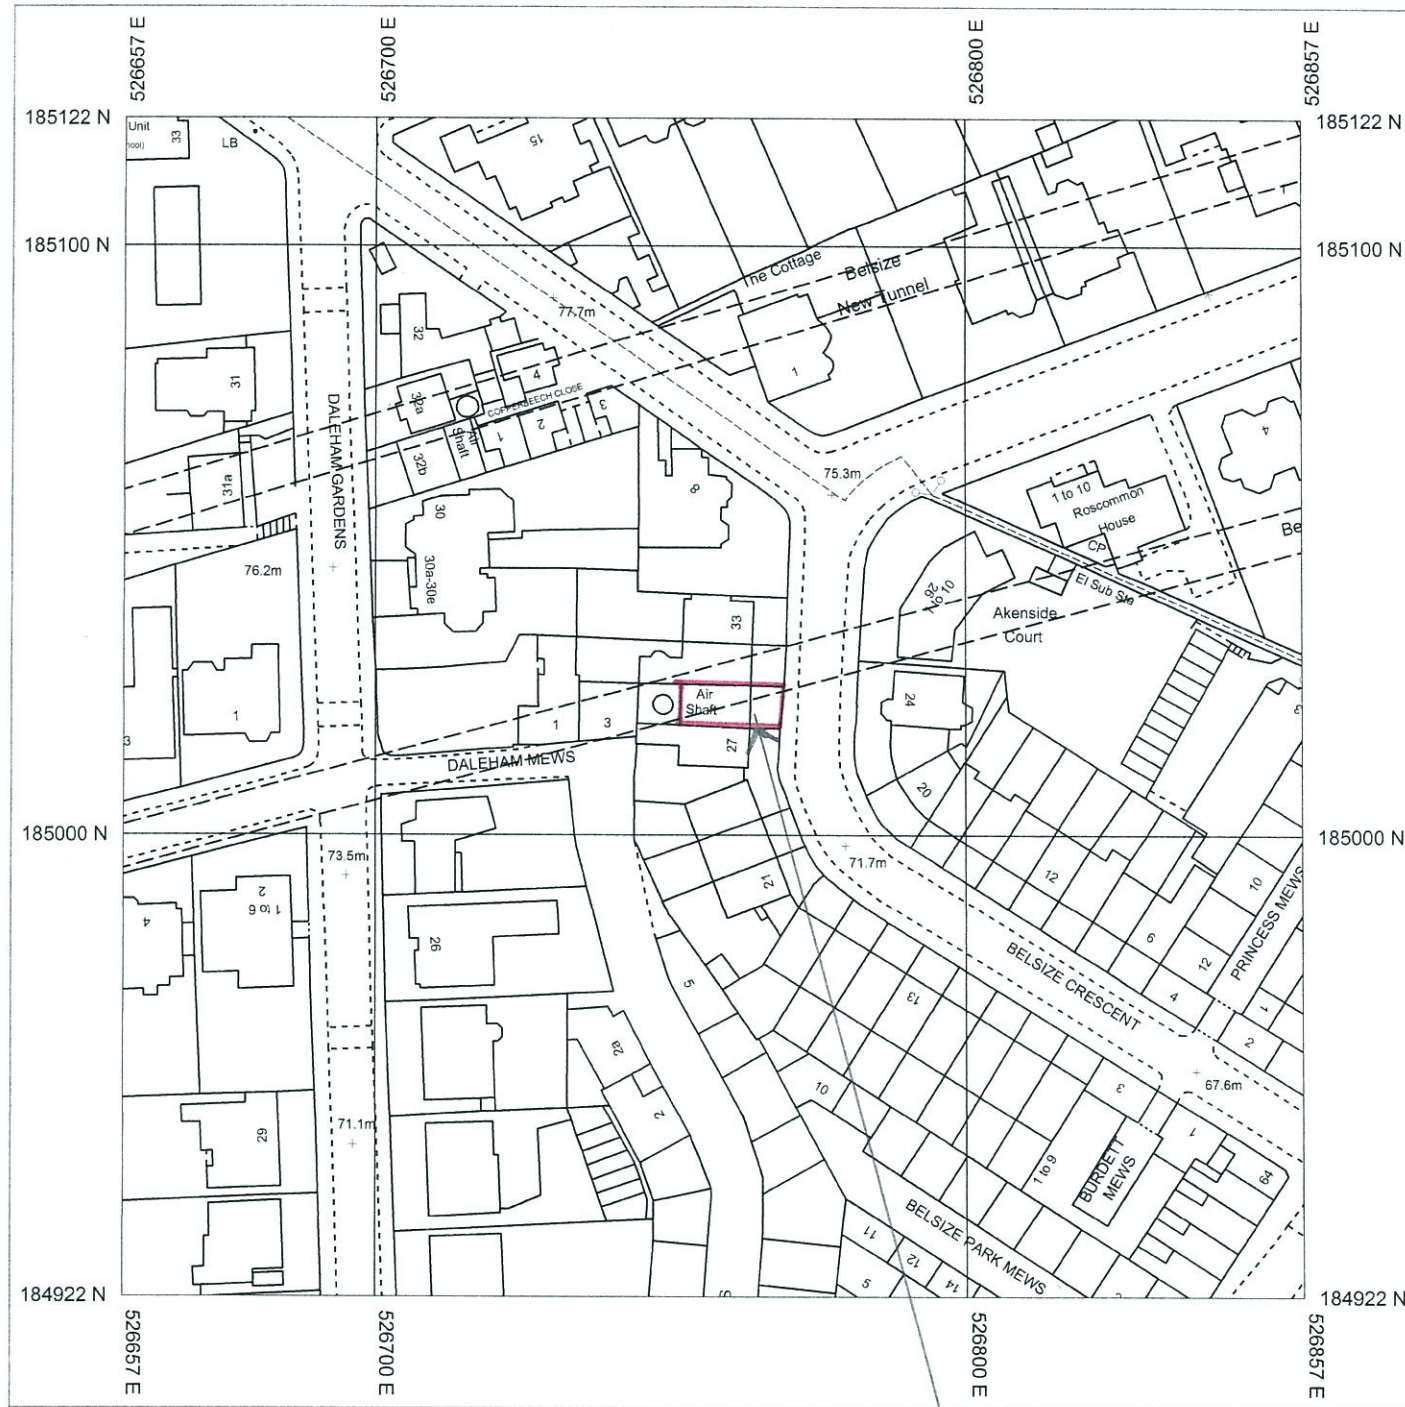 526657 E
526700 E
526800 E
526857 E
185122 N
185122 N
Unit
33
LB
15
185100 N
185100 N
The Cottage
Belsize
New Tunnel
77.7m
32
31
4
1
32a
COPPERBEECH CLOSE
Air
Shaft
1
2
3
32b
DALEHAM GARDENS
31a
4
75.3m
8
1 to 10
Roscommon
House
CP
30
30a-30e
El Sub Sta
76.2m
26
1 to 10
Akenside
Court
33
Air
Shaft
24
1
1
3
27
3
3
DALEHAM MEWS
20
185000 N
185000 N
73.5m
71.7m
12
10
21
PRINCESS MEWS
2
1 to 6
4
26
6
12
BELSIZE CRESCENT
5
13
4
1
2
2a
67.6m
10
3
2
71.1m
29
1
1 to 9
BURDETT
MEWS
64
BELSIZE PARK MEWS
11
12
14
5
184922 N
184922 N
526657 E
526700 E
526800 E
526857 E